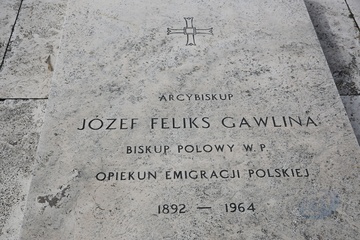 ARCYBISKUP
JÓZEF FELIKS GAWLINA
BISKUP POLOWY W. P.
OPIEKUN EMIGRACJI POLSKIEJ
1892 — 1964